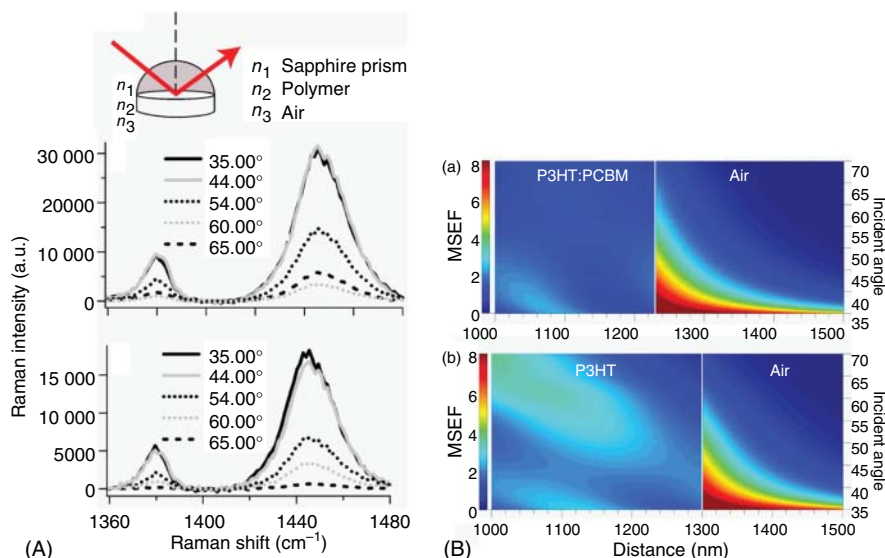 n1 Sapphire prism
n2 Polymer
n3 Air
n1
n2
n3
30 000
20000
10 000
0
35.00°
44.00°
54.00°
60.00°
65.00°
15 000
10 000
5000
0
35.00°
44.00°
54.00°
60.00°
65.00°
Raman intensity (a.u.)
1360 1400 1440 1480
Raman shift (cm−1)
(A)
(a)
P3HT:PCBM Air
8
6
4
2
0
MSEF
70
65
60
55
50
45
40
35
Incident angle
1000 1100 1200 1300 1400 1500
(b)
P3HT Air
8
6
4
2
0
MSEF
70
65
60
55
50
45
40
35
Incident angle
1000 1100 1200 1300 1400 1500
Distance (nm)
(B)